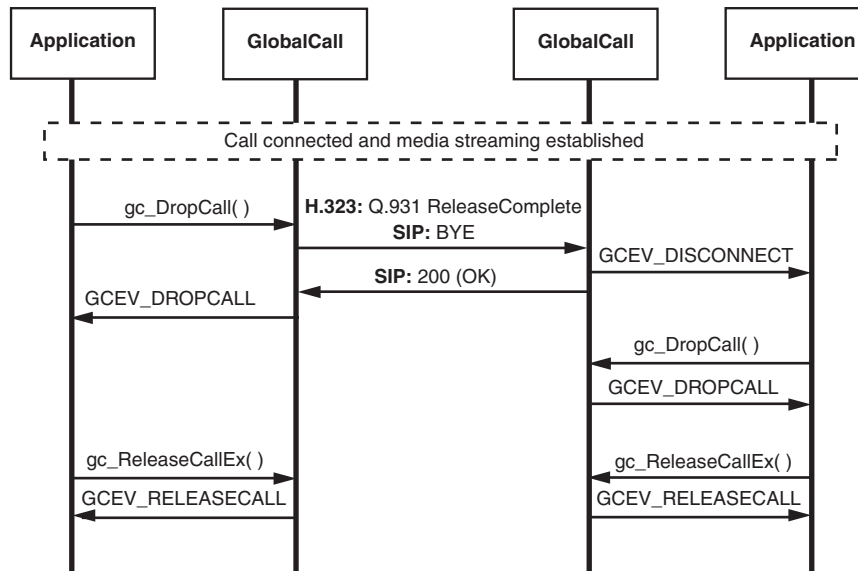 Application
GlobalCall
GlobalCall
Application
Call connected and media streaming established
gc_DropCall( )
H.323: Q.931 ReleaseComplete
SIP: BYE
GCEV_DISCONNECT
SIP: 200 (OK)
GCEV_DROPCALL
gc_DropCall( )
GCEV_DROPCALL
gc_ReleaseCallEx( )
gc_ReleaseCallEx( )
GCEV_RELEASECALL
GCEV_RELEASECALL